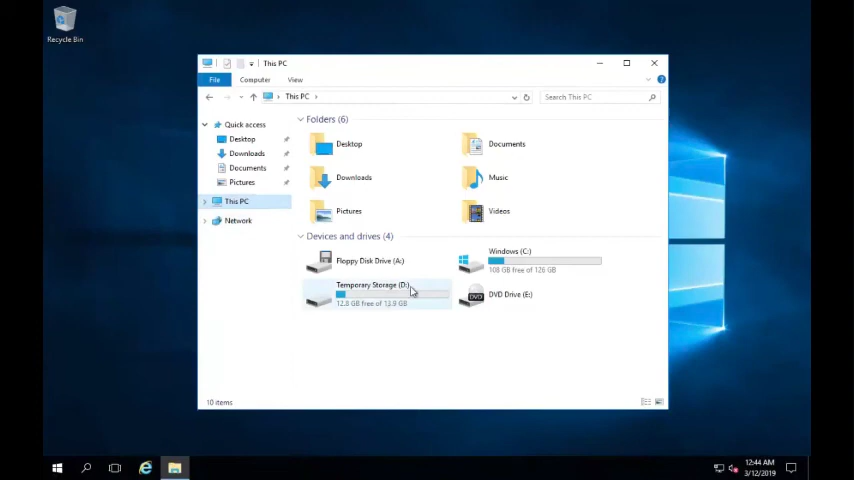 Recycle Bin
This PC
File Computer View
This PC
Search This PC
Quick access
Desktop
Downloads
Documents
Pictures
This PC
Network
Folders (6)
Desktop
Documents
Downloads
Music
Pictures
Videos
Devices and drives (4)
Floppy Disk Drive (A:)
Windows (C:)
108 GB free of 126 GB
Temporary Storage (D:)
12.8 GB free of 13.9 GB
DVD
DVD Drive (E:)
10 items
12:44 AM
3/12/2019